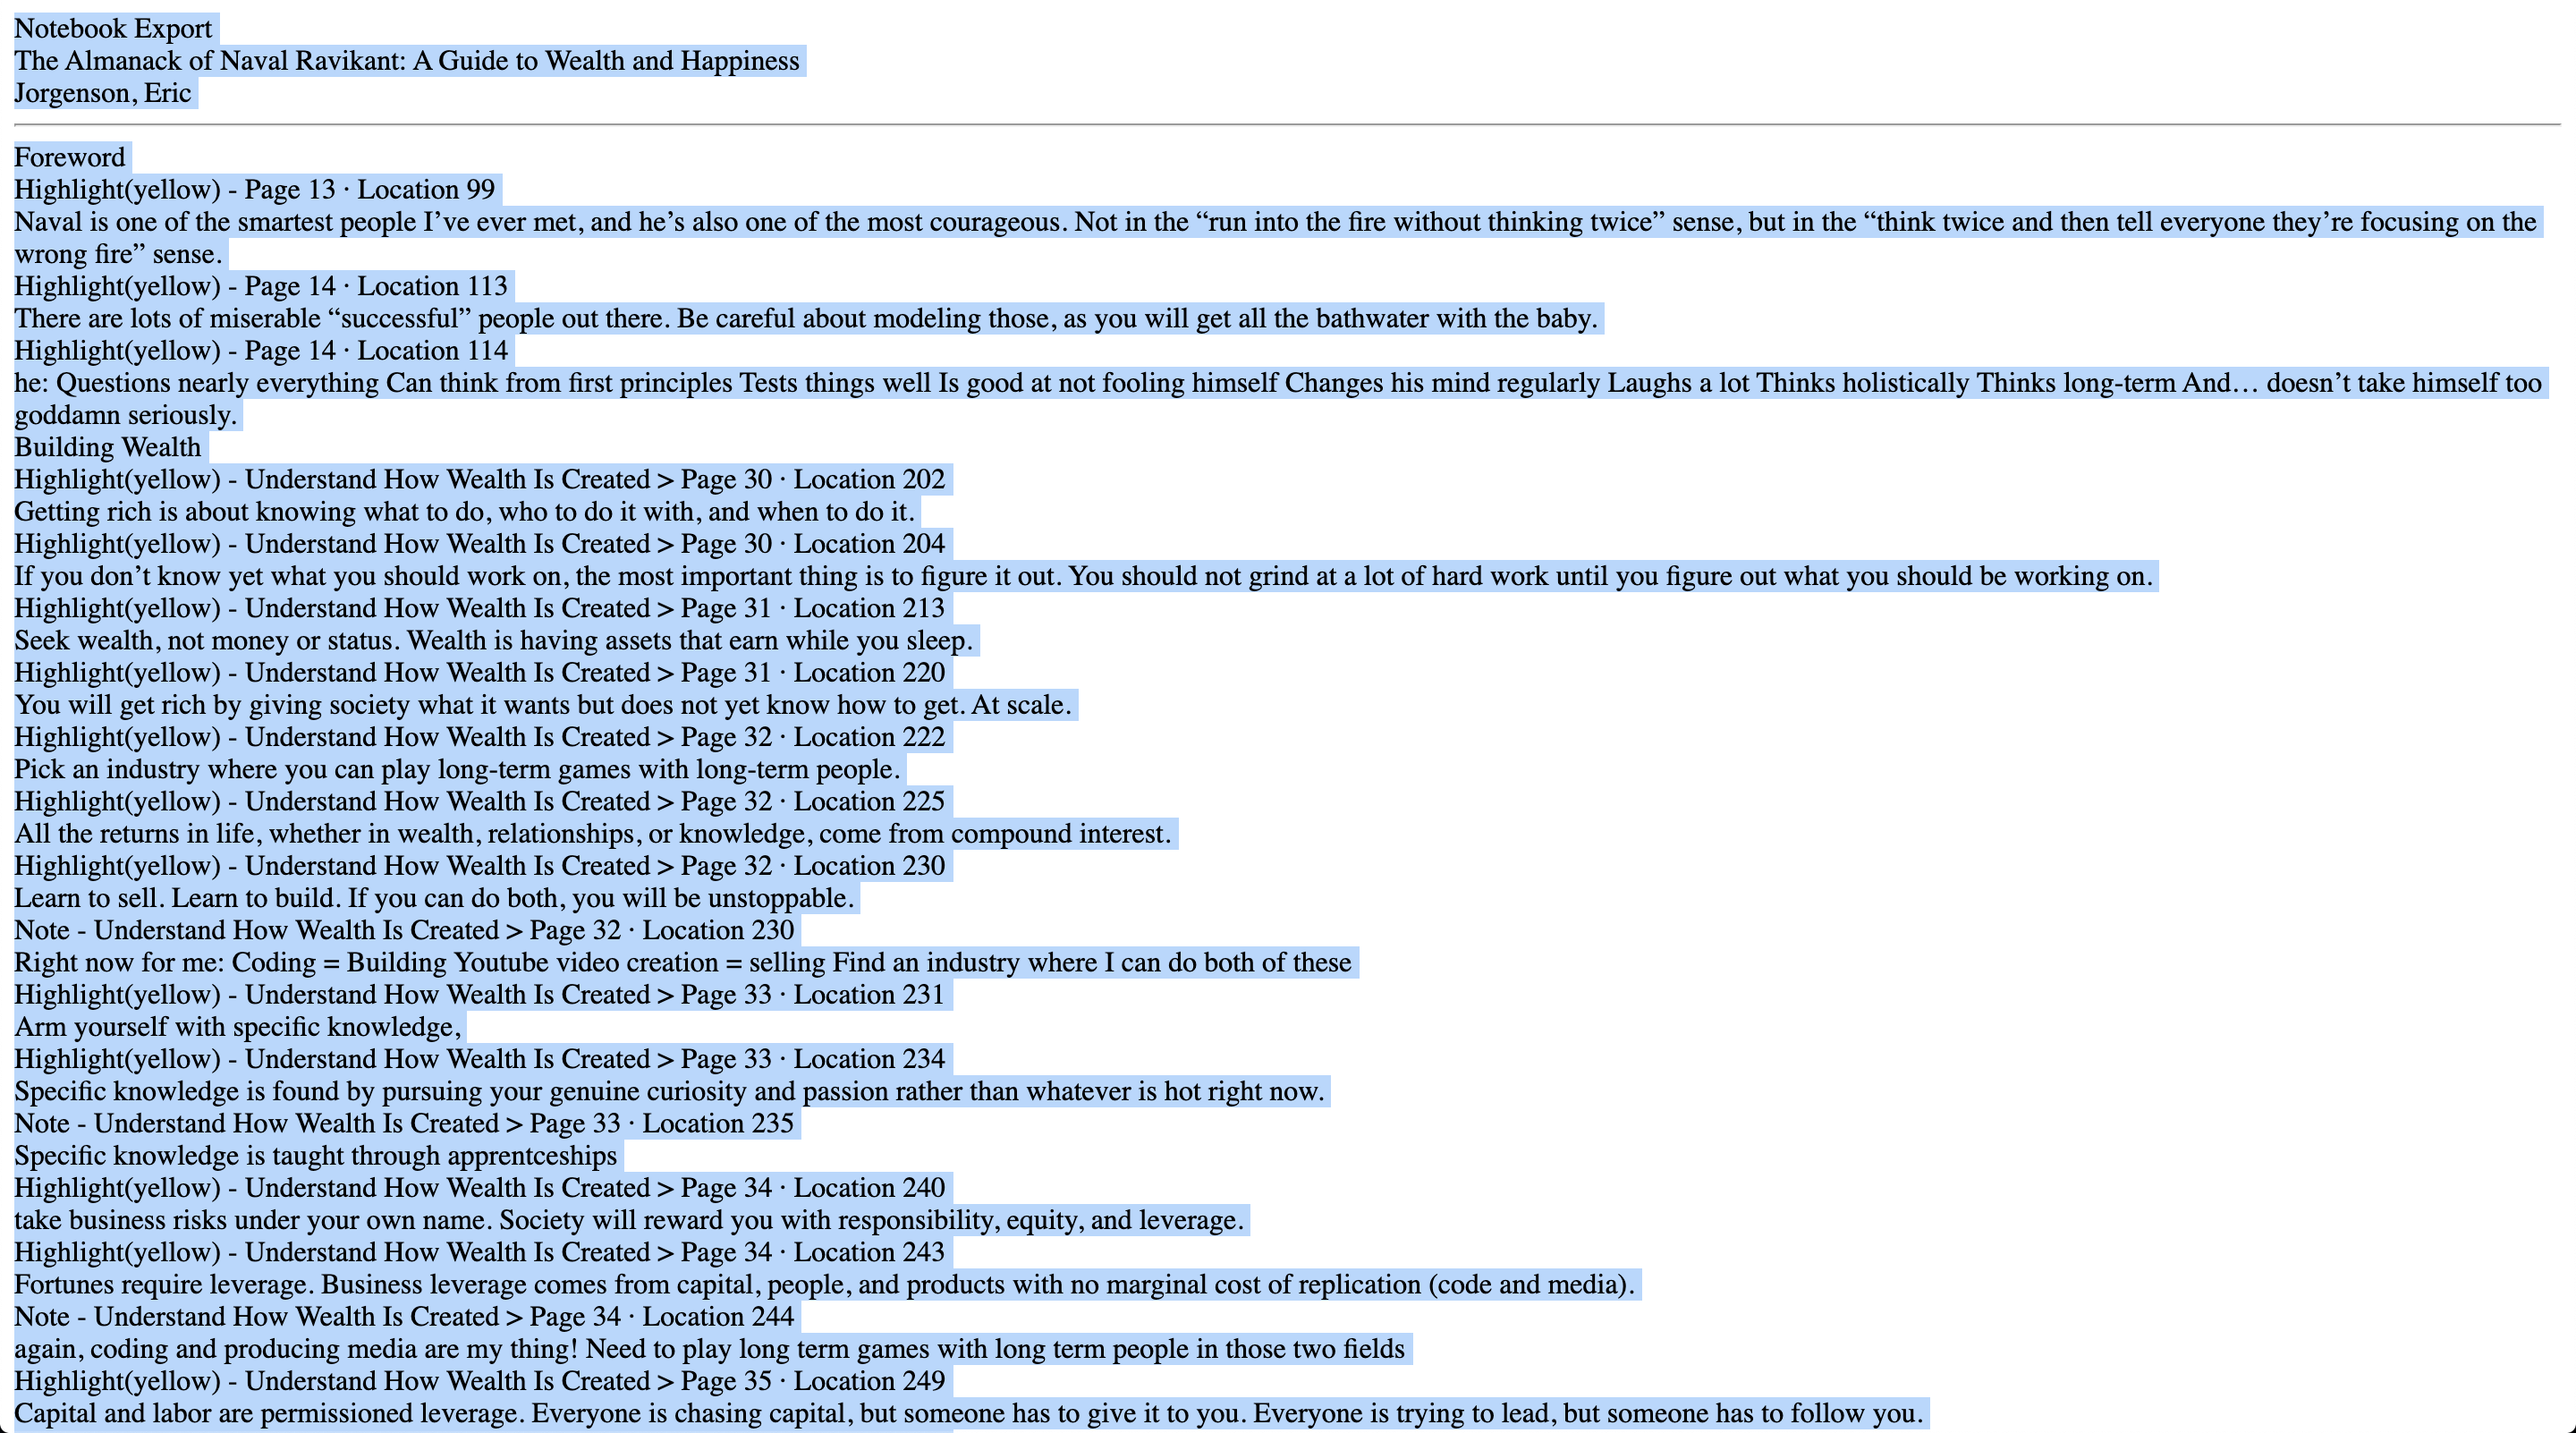 Notebook Export
The Almanack of Naval Ravikant: A Guide to Wealth and Happiness
Jorgenson, Eric
Foreword
Highlight(yellow) - Page 13 · Location 99
Naval is one of the smartest people I’ve ever met, and he’s also one of the most courageous. Not in the “run into the fire without thinking twice” sense, but in the “think twice and then tell everyone they’re focusing on the
wrong fire” sense.
Highlight(yellow) - Page 14 · Location 113
There are lots of miserable “successful” people out there. Be careful about modeling those, as you will get all the bathwater with the baby.
Highlight(yellow) - Page 14 · Location 114
he: Questions nearly everything Can think from first principles Tests things well Is good at not fooling himself Changes his mind regularly Laughs a lot Thinks holistically Thinks long-term And… doesn’t take himself too
goddamn seriously.
Building Wealth
Highlight(yellow) - Understand How Wealth Is Created > Page 30 · Location 202
Getting rich is about knowing what to do, who to do it with, and when to do it.
Highlight(yellow) - Understand How Wealth Is Created > Page 30 · Location 204
If you don’t know yet what you should work on, the most important thing is to figure it out. You should not grind at a lot of hard work until you figure out what you should be working on.
Highlight(yellow) - Understand How Wealth Is Created > Page 31 · Location 213
Seek wealth, not money or status. Wealth is having assets that earn while you sleep.
Highlight(yellow) - Understand How Wealth Is Created > Page 31 · Location 220
You will get rich by giving society what it wants but does not yet know how to get. At scale.
Highlight(yellow) - Understand How Wealth Is Created > Page 32 · Location 222
Pick an industry where you can play long-term games with long-term people.
Highlight(yellow) - Understand How Wealth Is Created > Page 32 · Location 225
All the returns in life, whether in wealth, relationships, or knowledge, come from compound interest.
Highlight(yellow) - Understand How Wealth Is Created > Page 32 · Location 230
Learn to sell. Learn to build. If you can do both, you will be unstoppable.
Note - Understand How Wealth Is Created > Page 32 · Location 230
Right now for me: Coding = Building Youtube video creation = selling Find an industry where I can do both of these
Highlight(yellow) - Understand How Wealth Is Created > Page 33 · Location 231
Arm yourself with specific knowledge,
Highlight(yellow) - Understand How Wealth Is Created > Page 33 · Location 234
Specific knowledge is found by pursuing your genuine curiosity and passion rather than whatever is hot right now.
Note - Understand How Wealth Is Created > Page 33 · Location 235
Specific knowledge is taught through apprentceships
Highlight(yellow) - Understand How Wealth Is Created > Page 34 · Location 240
take business risks under your own name. Society will reward you with responsibility, equity, and leverage.
Highlight(yellow) - Understand How Wealth Is Created > Page 34 · Location 243
Fortunes require leverage. Business leverage comes from capital, people, and products with no marginal cost of replication (code and media).
Note - Understand How Wealth Is Created > Page 34 · Location 244
again, coding and producing media are my thing! Need to play long term games with long term people in those two fields
Highlight(yellow) - Understand How Wealth Is Created > Page 35 · Location 249
Capital and labor are permissioned leverage. Everyone is chasing capital, but someone has to give it to you. Everyone is trying to lead, but someone has to follow you.